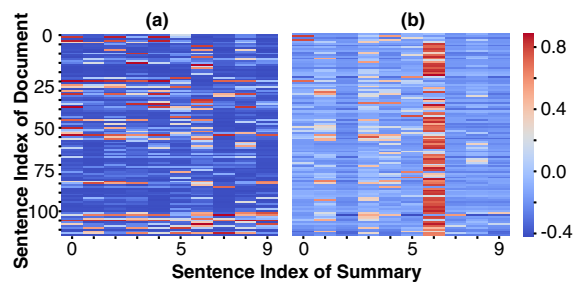 (a) (b)
Sentence Index of Document
0
25
50
75
100
0 5 9
0 5 9
0.8
0.4
0.0
-0.4
Sentence Index of Summary